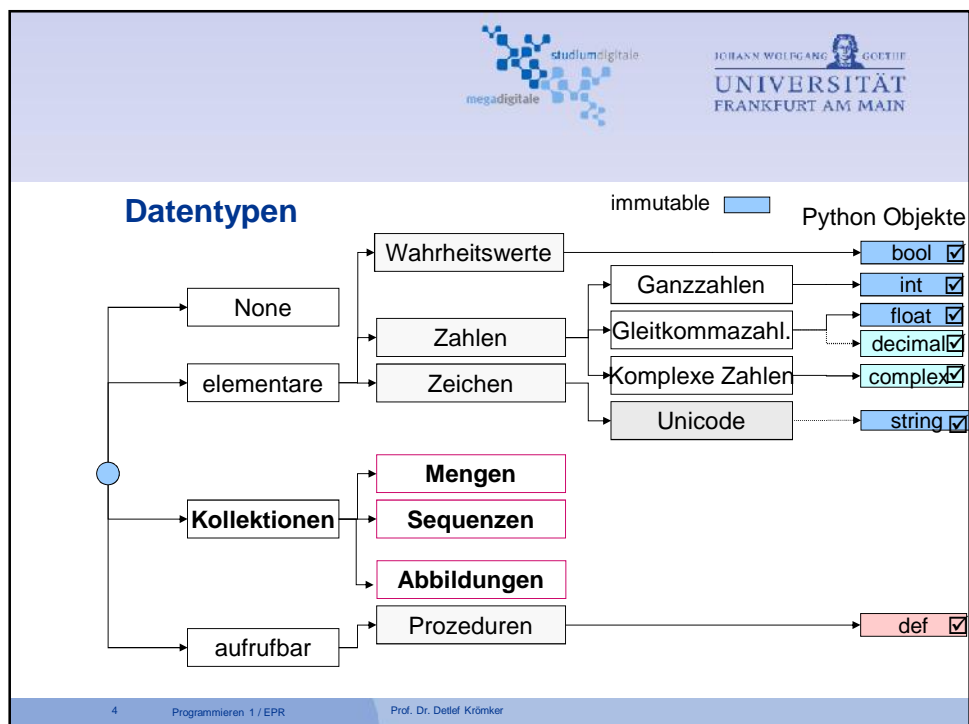 studiumdigitale
megadigitale
JOHANN WOLFGANG GOETHE
UNIVERSITÄT
FRANKFURT AM MAIN
Datentypen
immutable
Python Objekte
Wahrheitswerte
bool
None
Ganzzahlen
int
Zahlen
Gleitkommazahl.
float
decimal
elementare
Zeichen
Komplexe Zahlen
complex
Unicode
string
Mengen
Kollektionen
Sequenzen
Abbildungen
Prozeduren
def
aufrufbar
4 Programmieren 1 / EPR Prof. Dr. Detlef Krömker